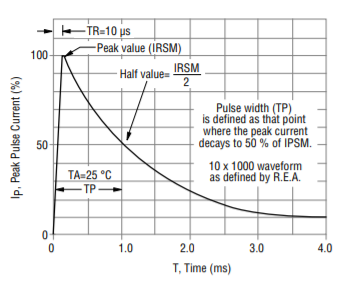 TR=10 µs
Peak value (IRSM)
Half value= IRSM
2
Pulse width (TP)
is defined as that point
where the peak current
decays to 50 % of IPSM.
10 x 1000 waveform
as defined by R.E.A.
TA=25 °C
TP
Ip, Peak Pulse Current (%)
100
50
0
0 1.0 2.0 3.0 4.0
T, Time (ms)